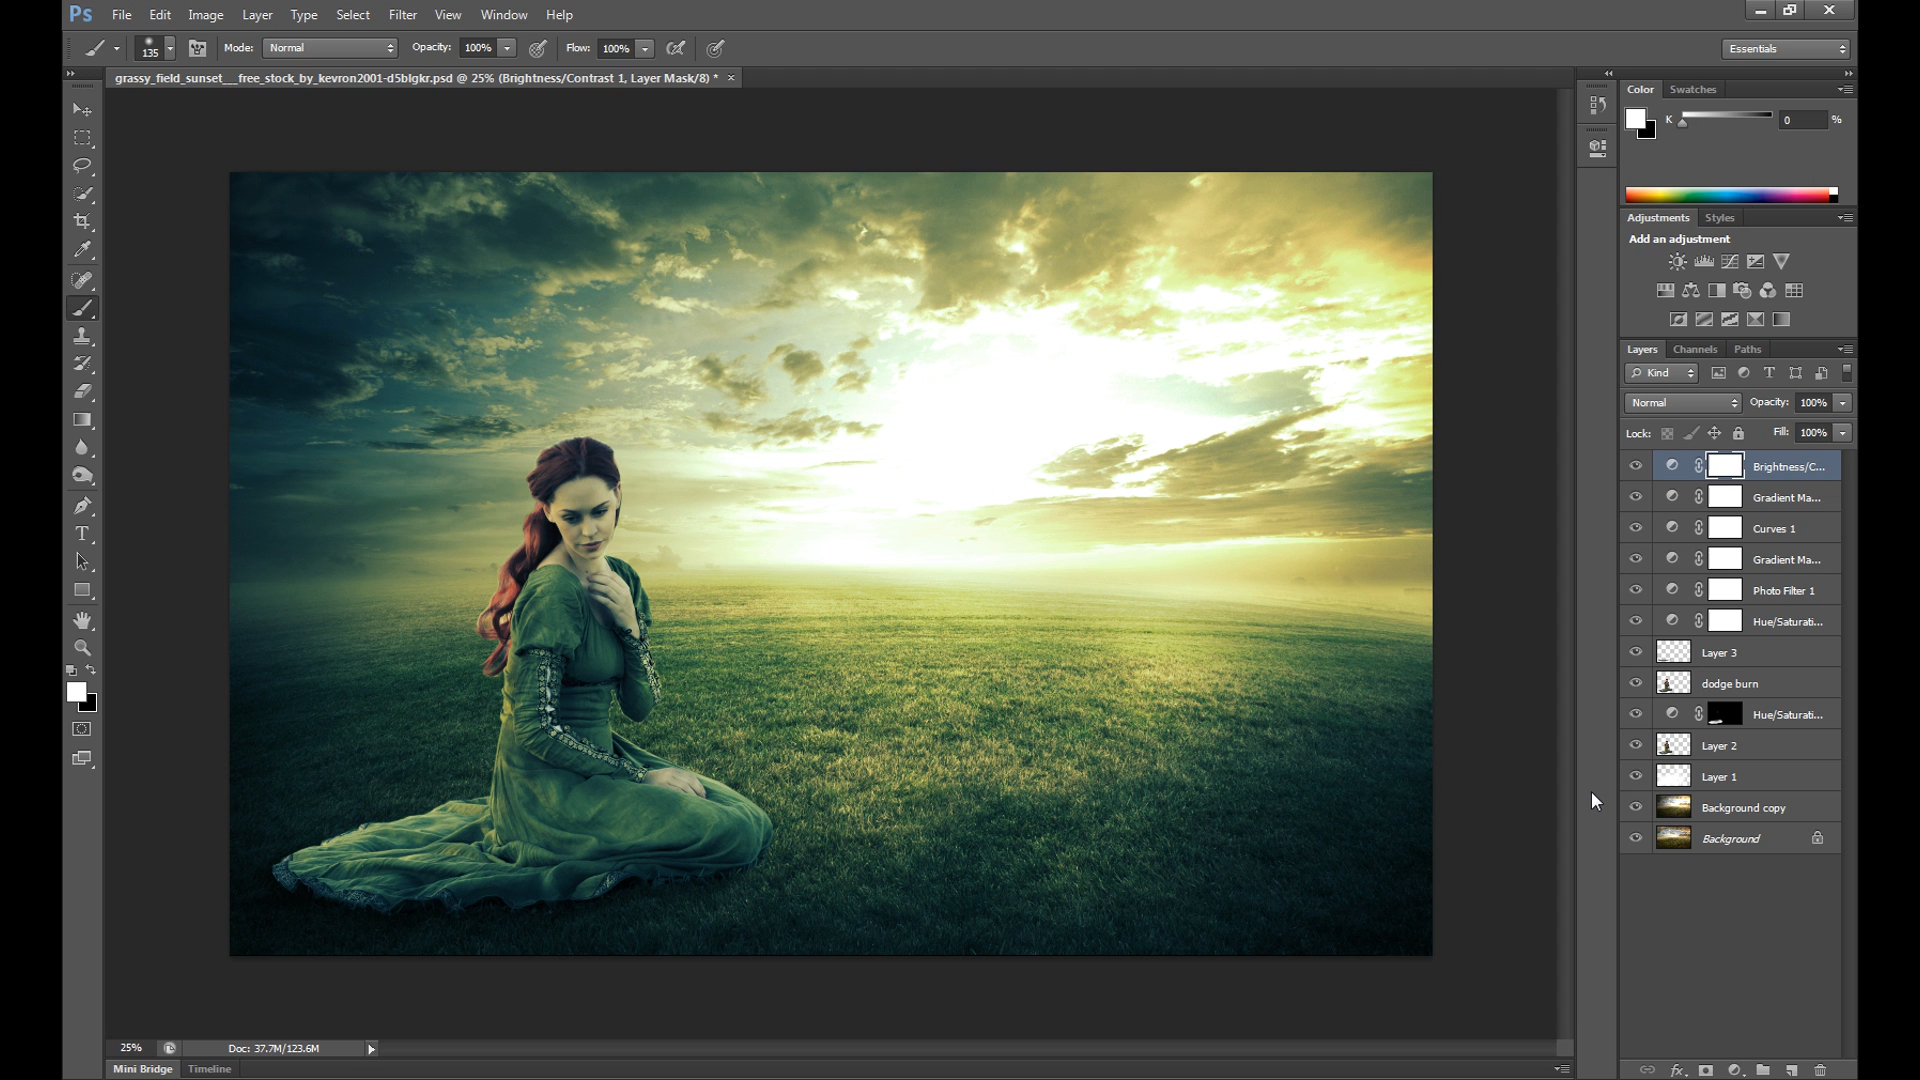 Ps File Edit Image Layer Type Select Filter View Window Help
135 Mode: Normal Opacity: 100% Flow: 100% Essentials
grassy_field_sunset___free_stock_by_kevron2001-d5blgkr.psd @ 25% (Brightness/Contrast 1, Layer Mask/8) *
Color Swatches
K 0 %
Adjustments Styles
Add an adjustment
Layers Channels Paths
Kind
Normal Opacity: 100%
Lock: Fill: 100%
Brightness/C...
Gradient Ma...
Curves 1
Gradient Ma...
Photo Filter 1
Hue/Saturati...
Layer 3
dodge burn
Hue/Saturati...
Layer 2
Layer 1
Background copy
Background
25% Doc: 37.7M/123.6M
Mini Bridge Timeline
fx